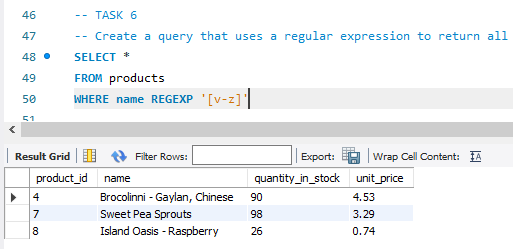 46 -- TASK 6
47 -- Create a query that uses a regular expression to return all
48 SELECT *
49 FROM products
50 WHERE name REGEXP '[v-z]'
51
Result Grid Filter Rows: Export: Wrap Cell Content:
product_id name quantity_in_stock unit_price
4 Brocolinni - Gaylan, Chinese 90 4.53
7 Sweet Pea Sprouts 98 3.29
8 Island Oasis - Raspberry 26 0.74